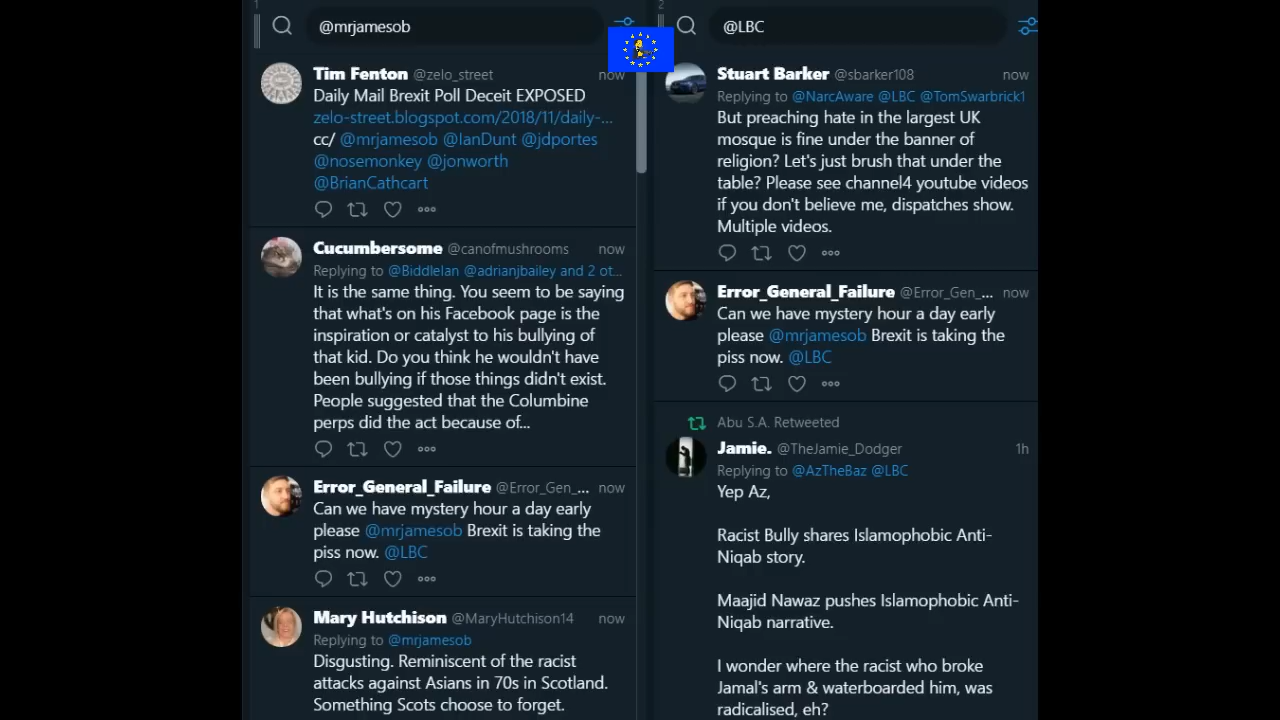 1
@mrjamesob
Tim Fenton @zelo_street now
Daily Mail Brexit Poll Deceit EXPOSED
zelo-street.blogspot.com/2018/11/daily-...
cc/ @mrjamesob @IanDunt @jdportes
@nosemonkey @jonworth
@BrianCathcart
Cucumbersome @canofmushrooms now
Replying to @BiddleIan @adrianjbailey and 2 ot...
It is the same thing. You seem to be saying
that what's on his Facebook page is the
inspiration or catalyst to his bullying of
that kid. Do you think he wouldn't have
been bullying if those things didn't exist.
People suggested that the Columbine
perps did the act because of...
Error_General_Failure @Error_Gen_... now
Can we have mystery hour a day early
please @mrjamesob Brexit is taking the
piss now. @LBC
Mary Hutchison @MaryHutchison14 now
Replying to @mrjamesob
Disgusting. Reminiscent of the racist
attacks against Asians in 70s in Scotland.
Something Scots choose to forget.
2
@LBC
Stuart Barker @sbarker108 now
Replying to @NarcAware @LBC @TomSwarbrick1
But preaching hate in the largest UK
mosque is fine under the banner of
religion? Let's just brush that under the
table? Please see channel4 youtube videos
if you don't believe me, dispatches show.
Multiple videos.
Error_General_Failure @Error_Gen_... now
Can we have mystery hour a day early
please @mrjamesob Brexit is taking the
piss now. @LBC
Abu S.A. Retweeted
Jamie. @TheJamie_Dodger 1h
Replying to @AzTheBaz @LBC
Yep Az,
Racist Bully shares Islamophobic Anti-
Niqab story.
Maajid Nawaz pushes Islamophobic Anti-
Niqab narrative.
I wonder where the racist who broke
Jamal's arm & waterboarded him, was
radicalised, eh?